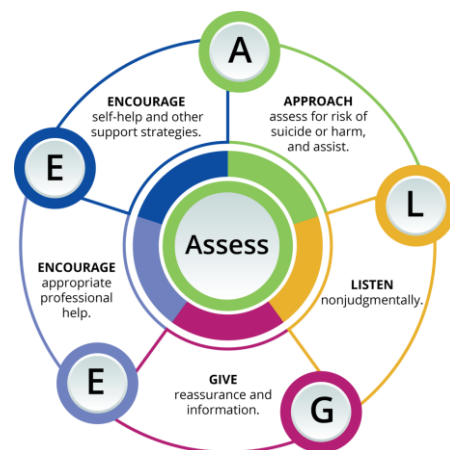 A
APPROACH
assess for risk of
suicide or harm,
and assist.
L
LISTEN
nonjudgmentally.
G
GIVE
reassurance and
information.
E
ENCOURAGE
appropriate
professional
help.
E
ENCOURAGE
self-help and other
support strategies.
Assess